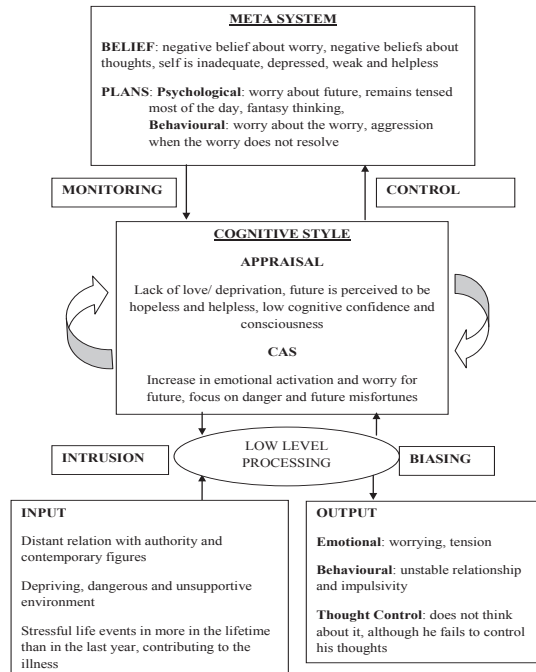 META SYSTEM
BELIEF: negative belief about worry, negative beliefs about
thoughts, self is inadequate, depressed, weak and helpless
PLANS: Psychological: worry about future, remains tensed
most of the day, fantasy thinking,
Behavioural: worry about the worry, aggression
when the worry does not resolve
MONITORING
CONTROL
COGNITIVE STYLE
APPRAISAL
Lack of love/ deprivation, future is perceived to be
hopeless and helpless, low cognitive confidence and
consciousness
CAS
Increase in emotional activation and worry for
future, focus on danger and future misfortunes
INTRUSION
LOW LEVEL
PROCESSING
BIASING
INPUT
Distant relation with authority and
contemporary figures
Depriving, dangerous and unsupportive
environment
Stressful life events in more in the lifetime
than in the last year, contributing to the
illness
OUTPUT
Emotional: worrying, tension
Behavioural: unstable relationship
and impulsivity
Thought Control: does not think
about it, although he fails to control
his thoughts